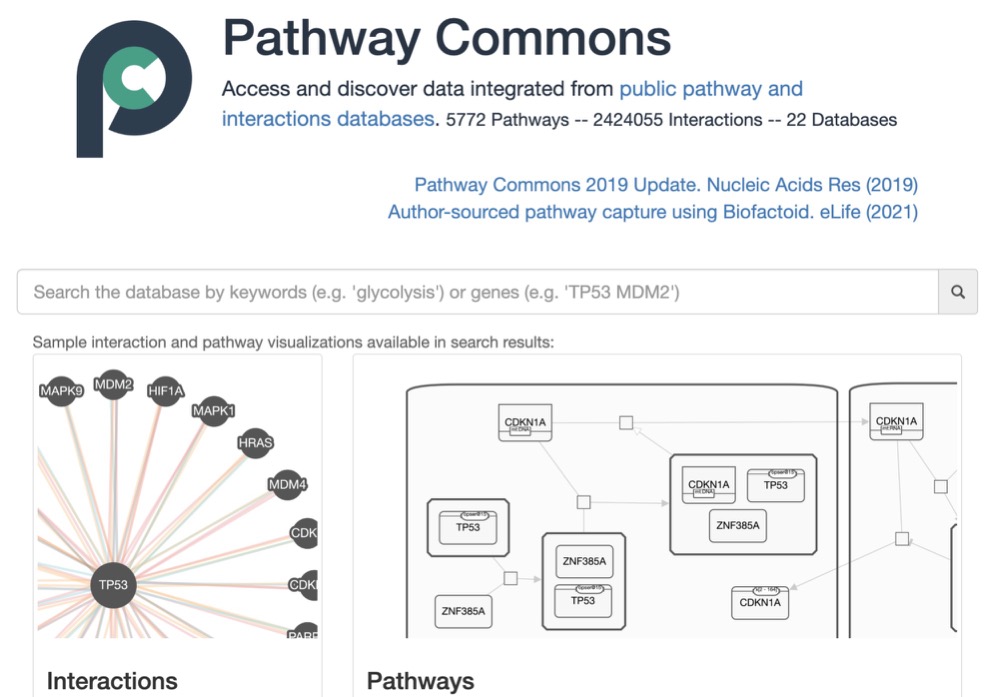 Pathway Commons
Access and discover data integrated from public pathway and
interactions databases. 5772 Pathways -- 2424055 Interactions -- 22 Databases
Pathway Commons 2019 Update. Nucleic Acids Res (2019)
Author-sourced pathway capture using Biofactoid. eLife (2021)
Search the database by keywords (e.g. 'glycolysis') or genes (e.g. 'TP53 MDM2')
Sample interaction and pathway visualizations available in search results:
MAPK9
MDM2
HIF1A
MAPK1
HRAS
MDM4
CDK
TP53
CDKN1A
CDKN1A
CDKN1A
TP53
ZNF385A
TP53
ZNF385A
TP53
ZNF385A
CDKN1A
Interactions
Pathways